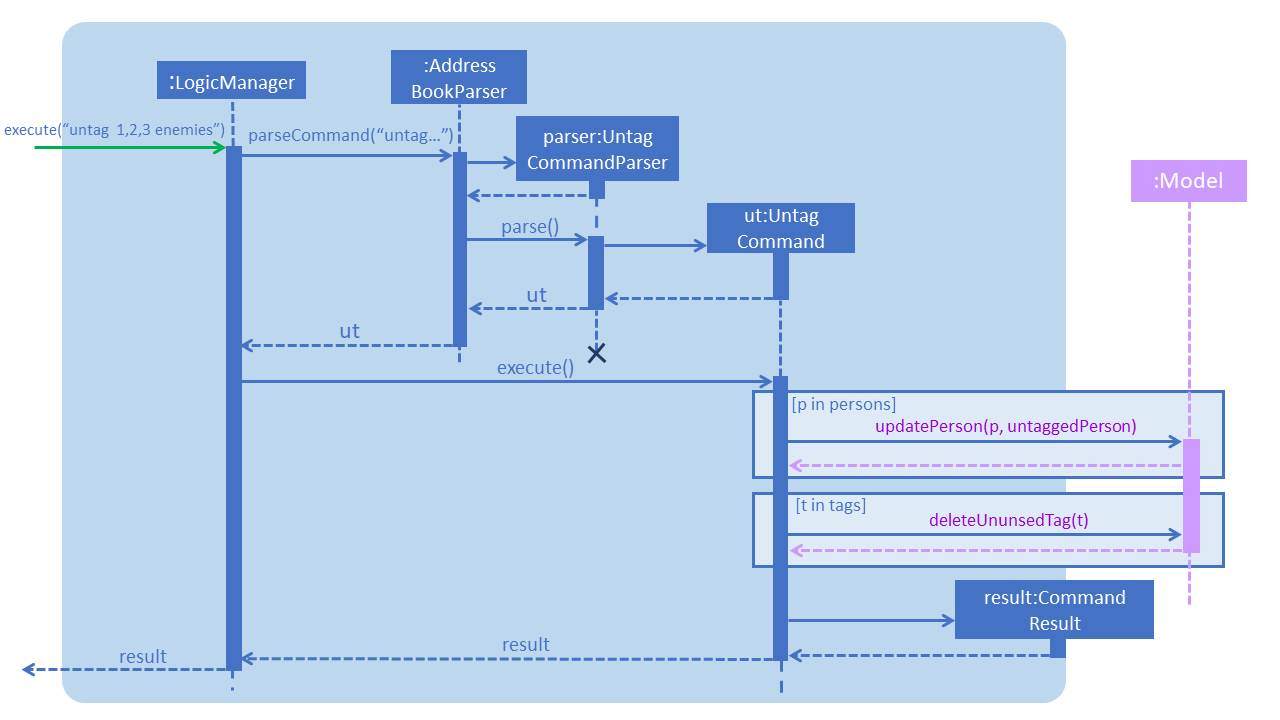 :LogicManager
:Address
BookParser
execute(“untag  1,2,3 enemies”)
parseCommand(“untag…”)
parser:Untag
CommandParser
:Model
parse()
ut:Untag
Command
ut
ut
execute()
[p in persons]
updatePerson(p, untaggedPerson)
[t in tags]
deleteUnunsedTag(t)
result:Command
Result
result
result